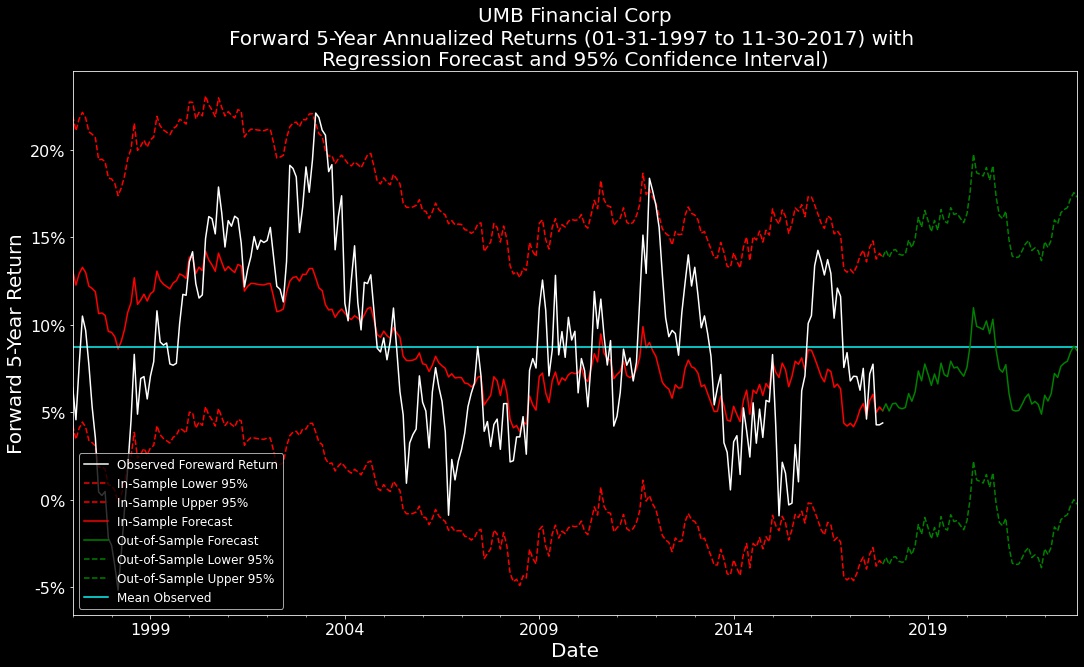 UMB Financial Corp
Forward 5-Year Annualized Returns (01-31-1997 to 11-30-2017) with
Regression Forecast and 95% Confidence Interval)
Forward 5-Year Return
20%
15%
10%
5%
0%
-5%
Observed Foreward Return
In-Sample Lower 95%
In-Sample Upper 95%
In-Sample Forecast
Out-of-Sample Forecast
Out-of-Sample Lower 95%
Out-of-Sample Upper 95%
Mean Observed
1999
2004
2009
2014
2019
Date